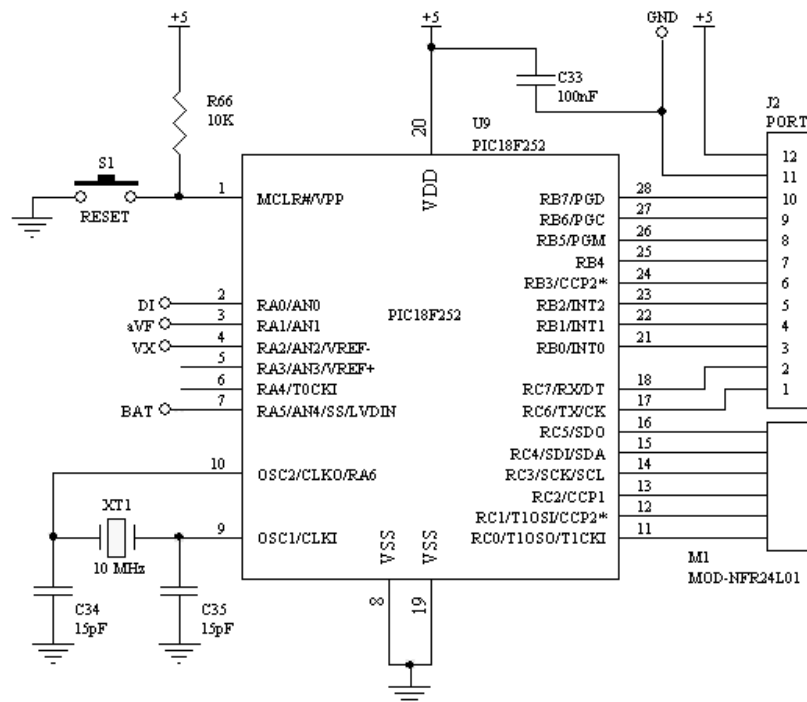 +5
+5
GND
+5
R66
10K
C33
100nF
J2
PORT
U9
PIC18F252
20
S1
RESET
1
MCLR#/VPP
VDD
12
11
RB7/PGD 28 10
RB6/PGC 27 9
RB5/PGM 26 8
RB4 25 7
RB3/CCP2* 24 6
DI 2 RA0/AN0
RB2/INT2 23 5
aVF 3 RA1/AN1
PIC18F252
RB1/INT1 22 4
VX 4 RA2/AN2/VREF-
RB0/INT0 21 3
5 RA3/AN3/VREF+
2
6 RA4/T0CKI
RC7/RX/DT 18
1
BAT 7 RA5/AN4/SS/LVDIN
RC6/TX/CK 17
RC5/SDO 16
RC4/SDI/SDA 15
10 OSC2/CLKO/RA6
RC3/SCK/SCL 14
RC2/CCP1 13
XT1
RC1/T1OSI/CCP2* 12
9 OSC1/CLKI
RC0/T1OSO/T1CKI 11
10 MHz
VSS
VSS
M1
MOD-NFR24L01
8
19
C34
15pF
C35
15pF